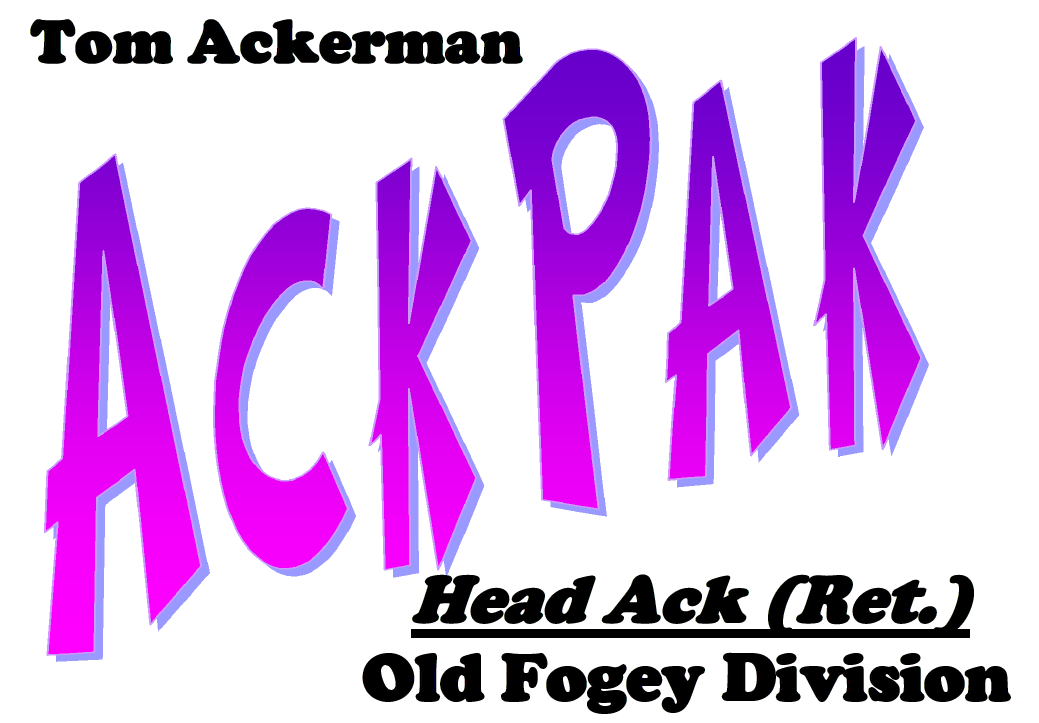 Tom Ackerman
ACKPAK
Head Ack (Ret.)
Old Fogey Division